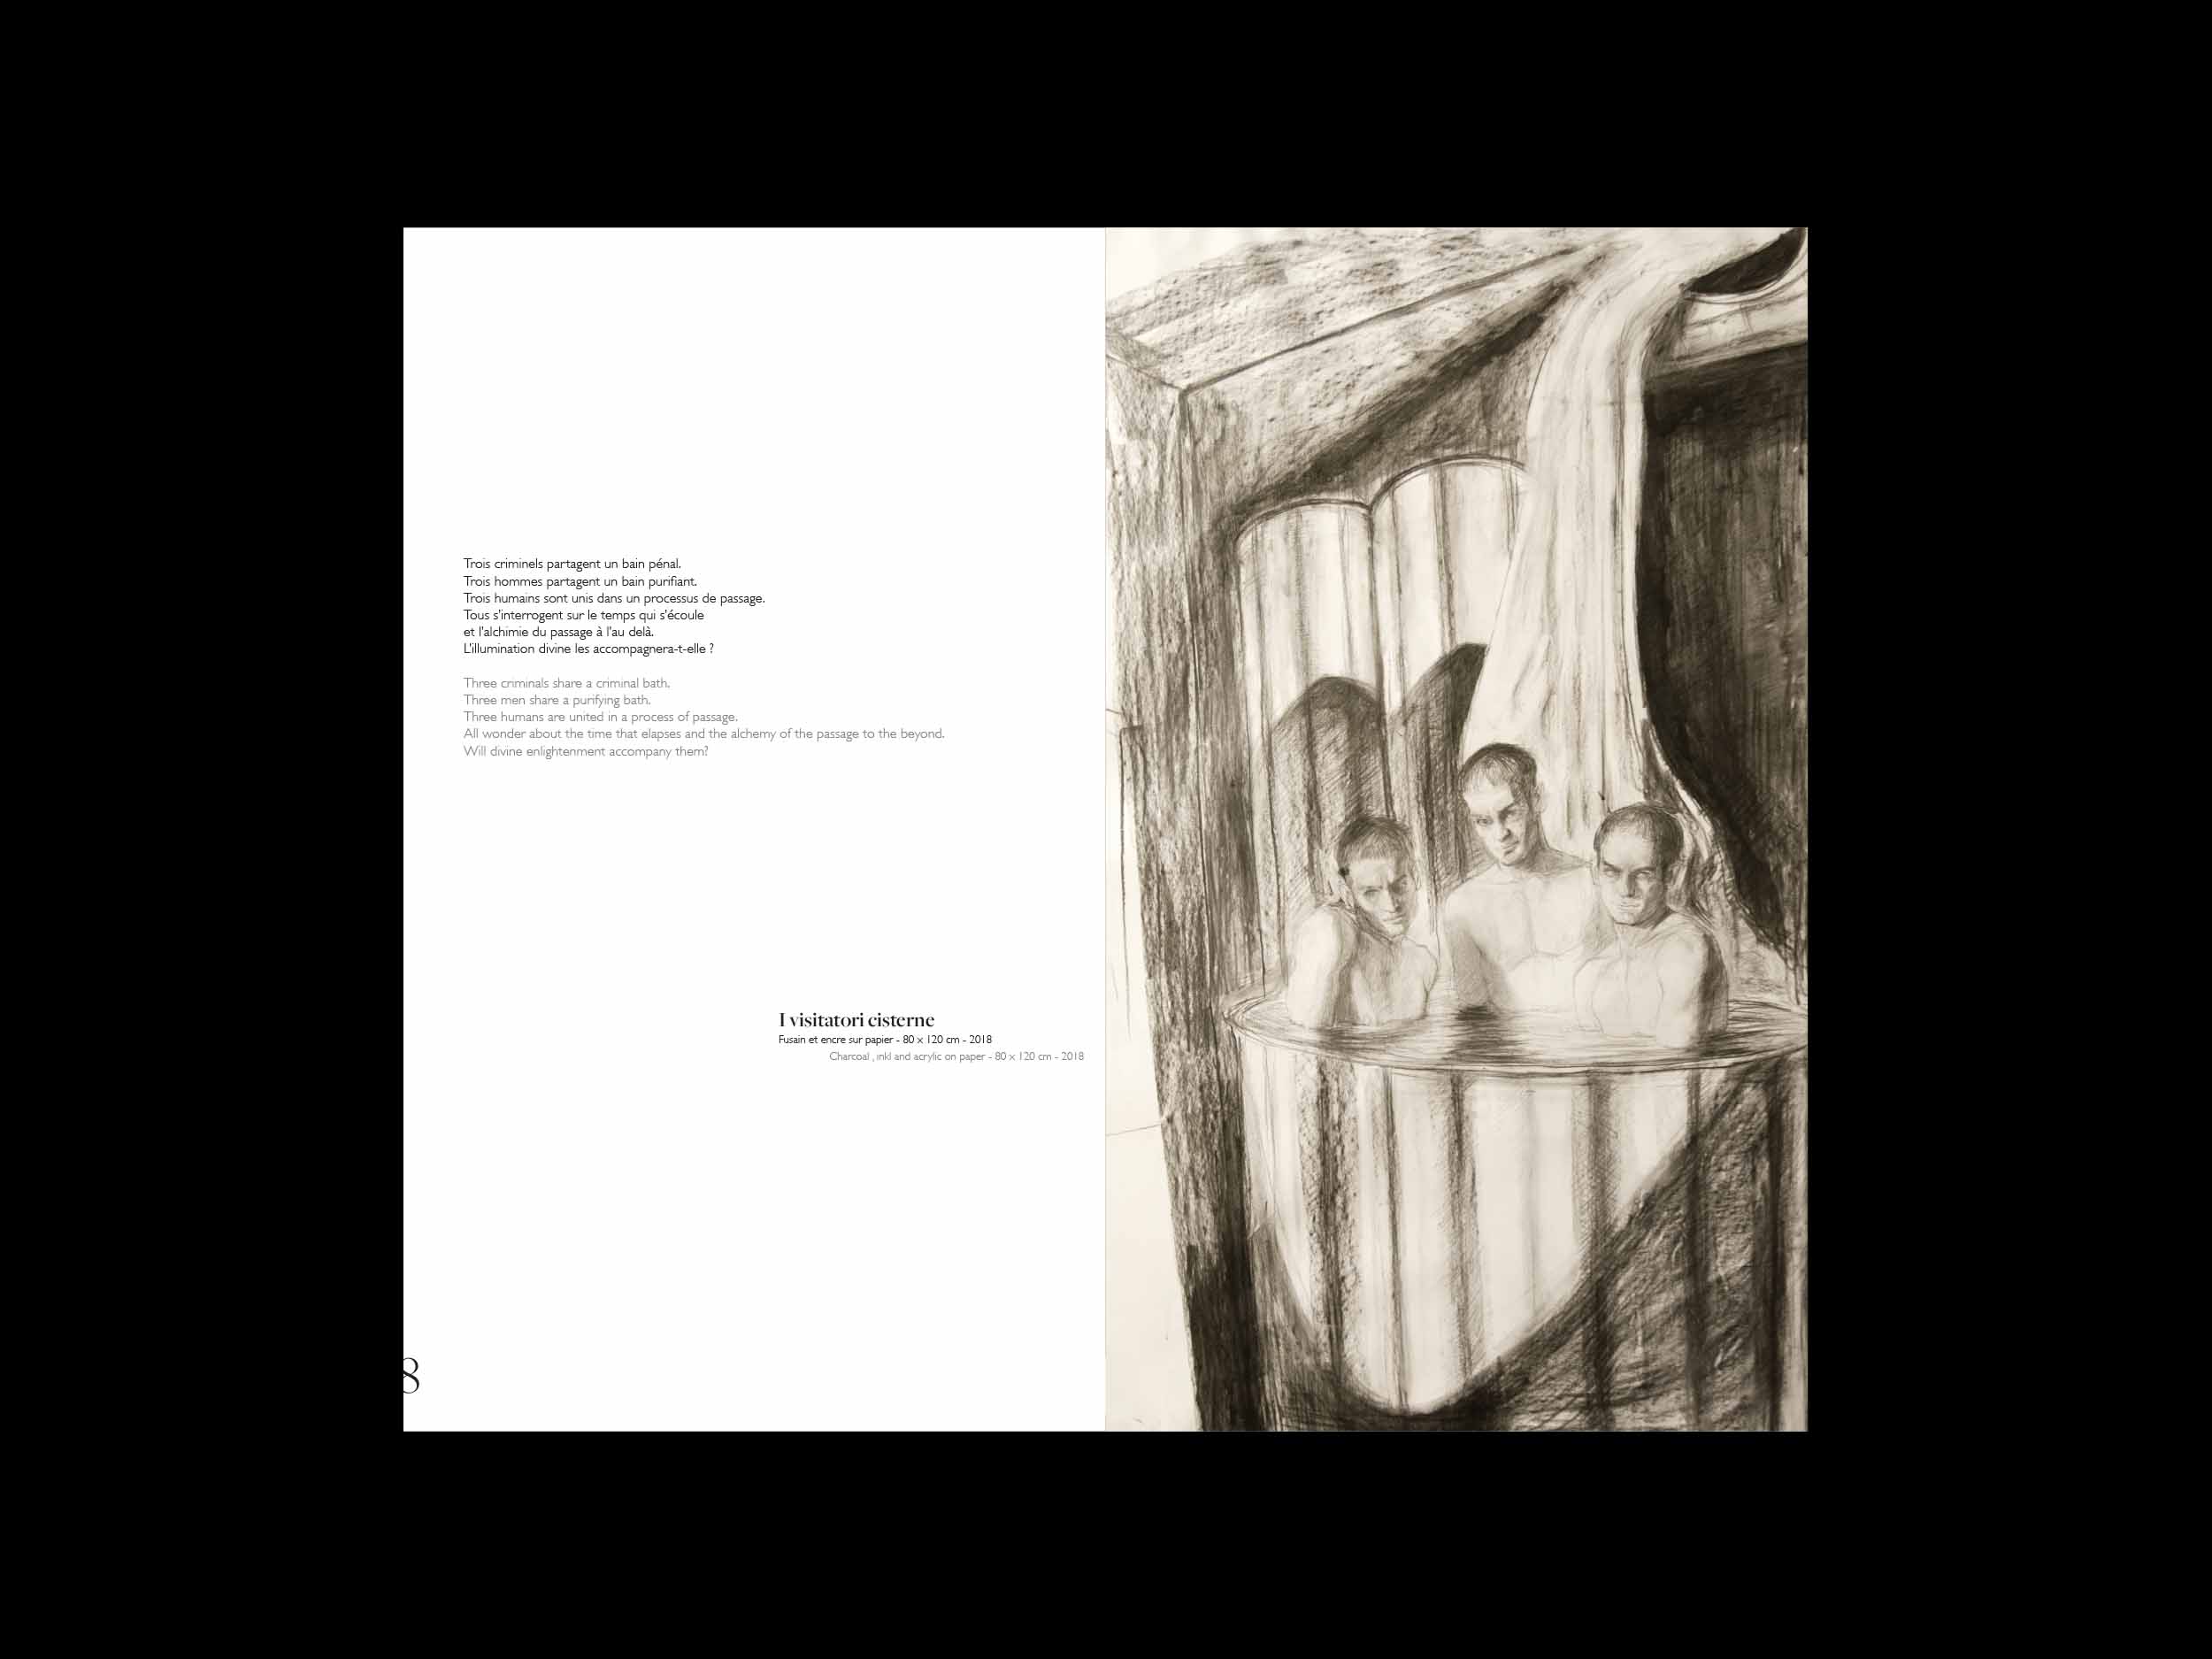 Trois criminels partagent un bain pénal.
Trois hommes partagent un bain purifiant.
Trois humains sont unis dans un processus de passage.
Tous s'interrogent sur le temps qui s'écoule
et l'alchimie du passage à l'au delà.
L'illumination divine les accompagnera-t-elle ?
Three criminals share a criminal bath.
Three men share a purifying bath.
Three humans are united in a process of passage.
All wonder about the time that elapses and the alchemy of the passage to the beyond.
Will divine enlightenment accompany them?
I visitatori cisterne
Fusain et encre sur papier - 80 x 120 cm - 2018
Charcoal , inkl and acrylic on paper - 80 x 120 cm - 2018
8